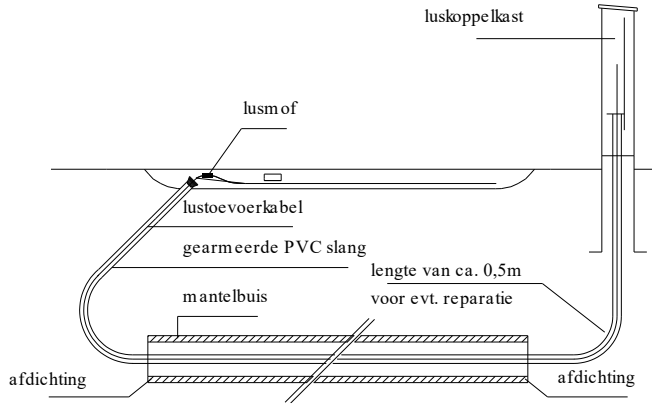 luskoppelkast
lusmof
lustoevoerkabel
gearmeerde PVC slang
lengte van ca. 0,5m
voor evt. reparatie
mantelbuis
afdichting
afdichting